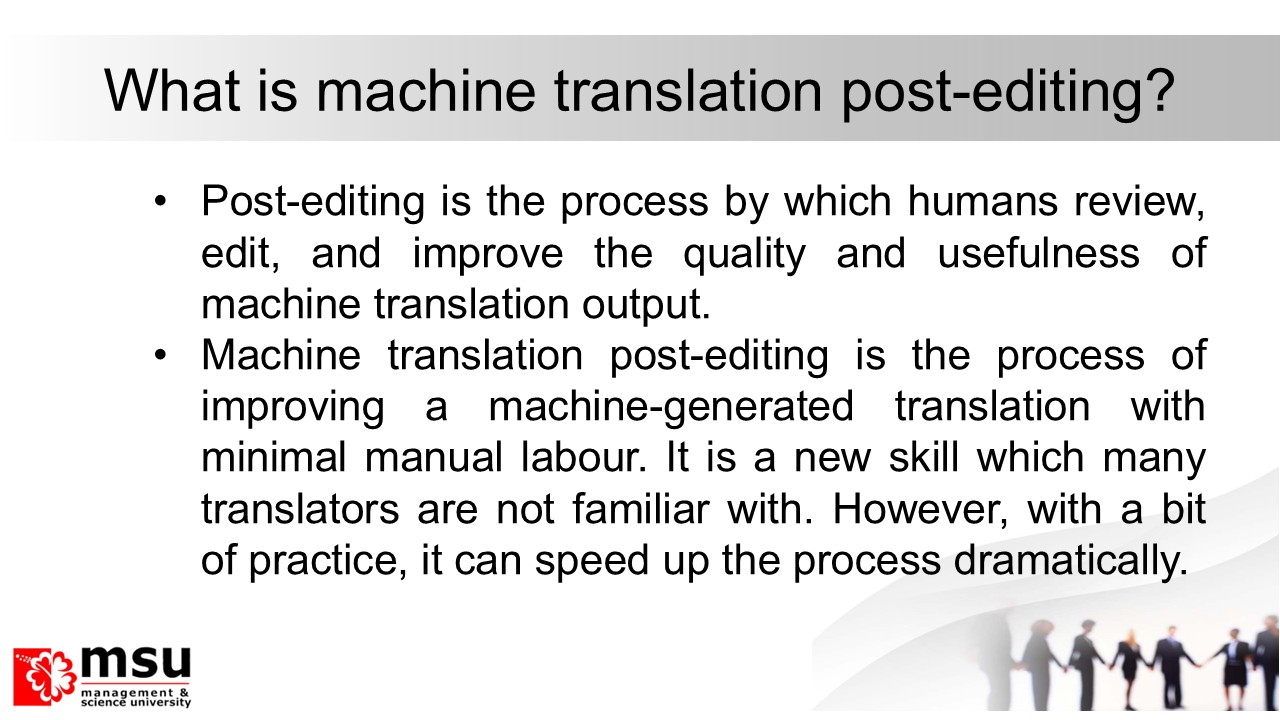 What is machine translation post-editing?
• Post-editing is the process by which humans review,
edit, and improve the quality and usefulness of
machine translation output.
• Machine translation post-editing is the process of
improving a machine-generated translation with
minimal manual labour. It is a new skill which many
translators are not familiar with. However, with a bit
of practice, it can speed up the process dramatically.
msu
management &
science university